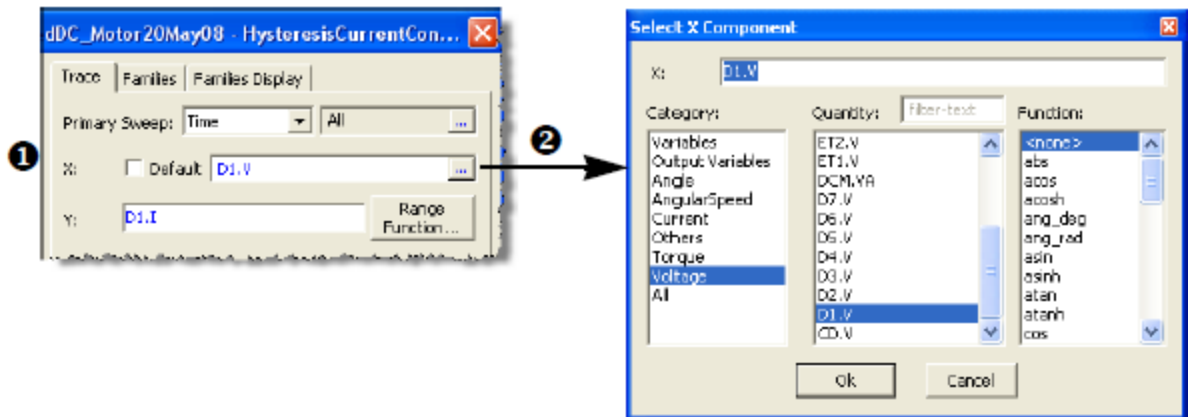 dDC_Motor20May08 - HysteresisCurrentCon...
Trace Families Families Display
Primary Sweep: Time All ...
❶
X: Default D1.V ...
Y: D1.I Range Function...
❷
Select X Component
X: D1.V
Category:
Variables
Output Variables
Angle
AngularSpeed
Current
Others
Torque
Voltage
All
Quantity: filter-text
ET2.V
ET1.V
DCM.VA
D7.V
D6.V
D5.V
D4.V
D3.V
D2.V
D1.V
CD.V
Function:
<none>
abs
acos
acosh
ang_deg
ang_rad
asin
asinh
atan
atanh
cos
Ok Cancel